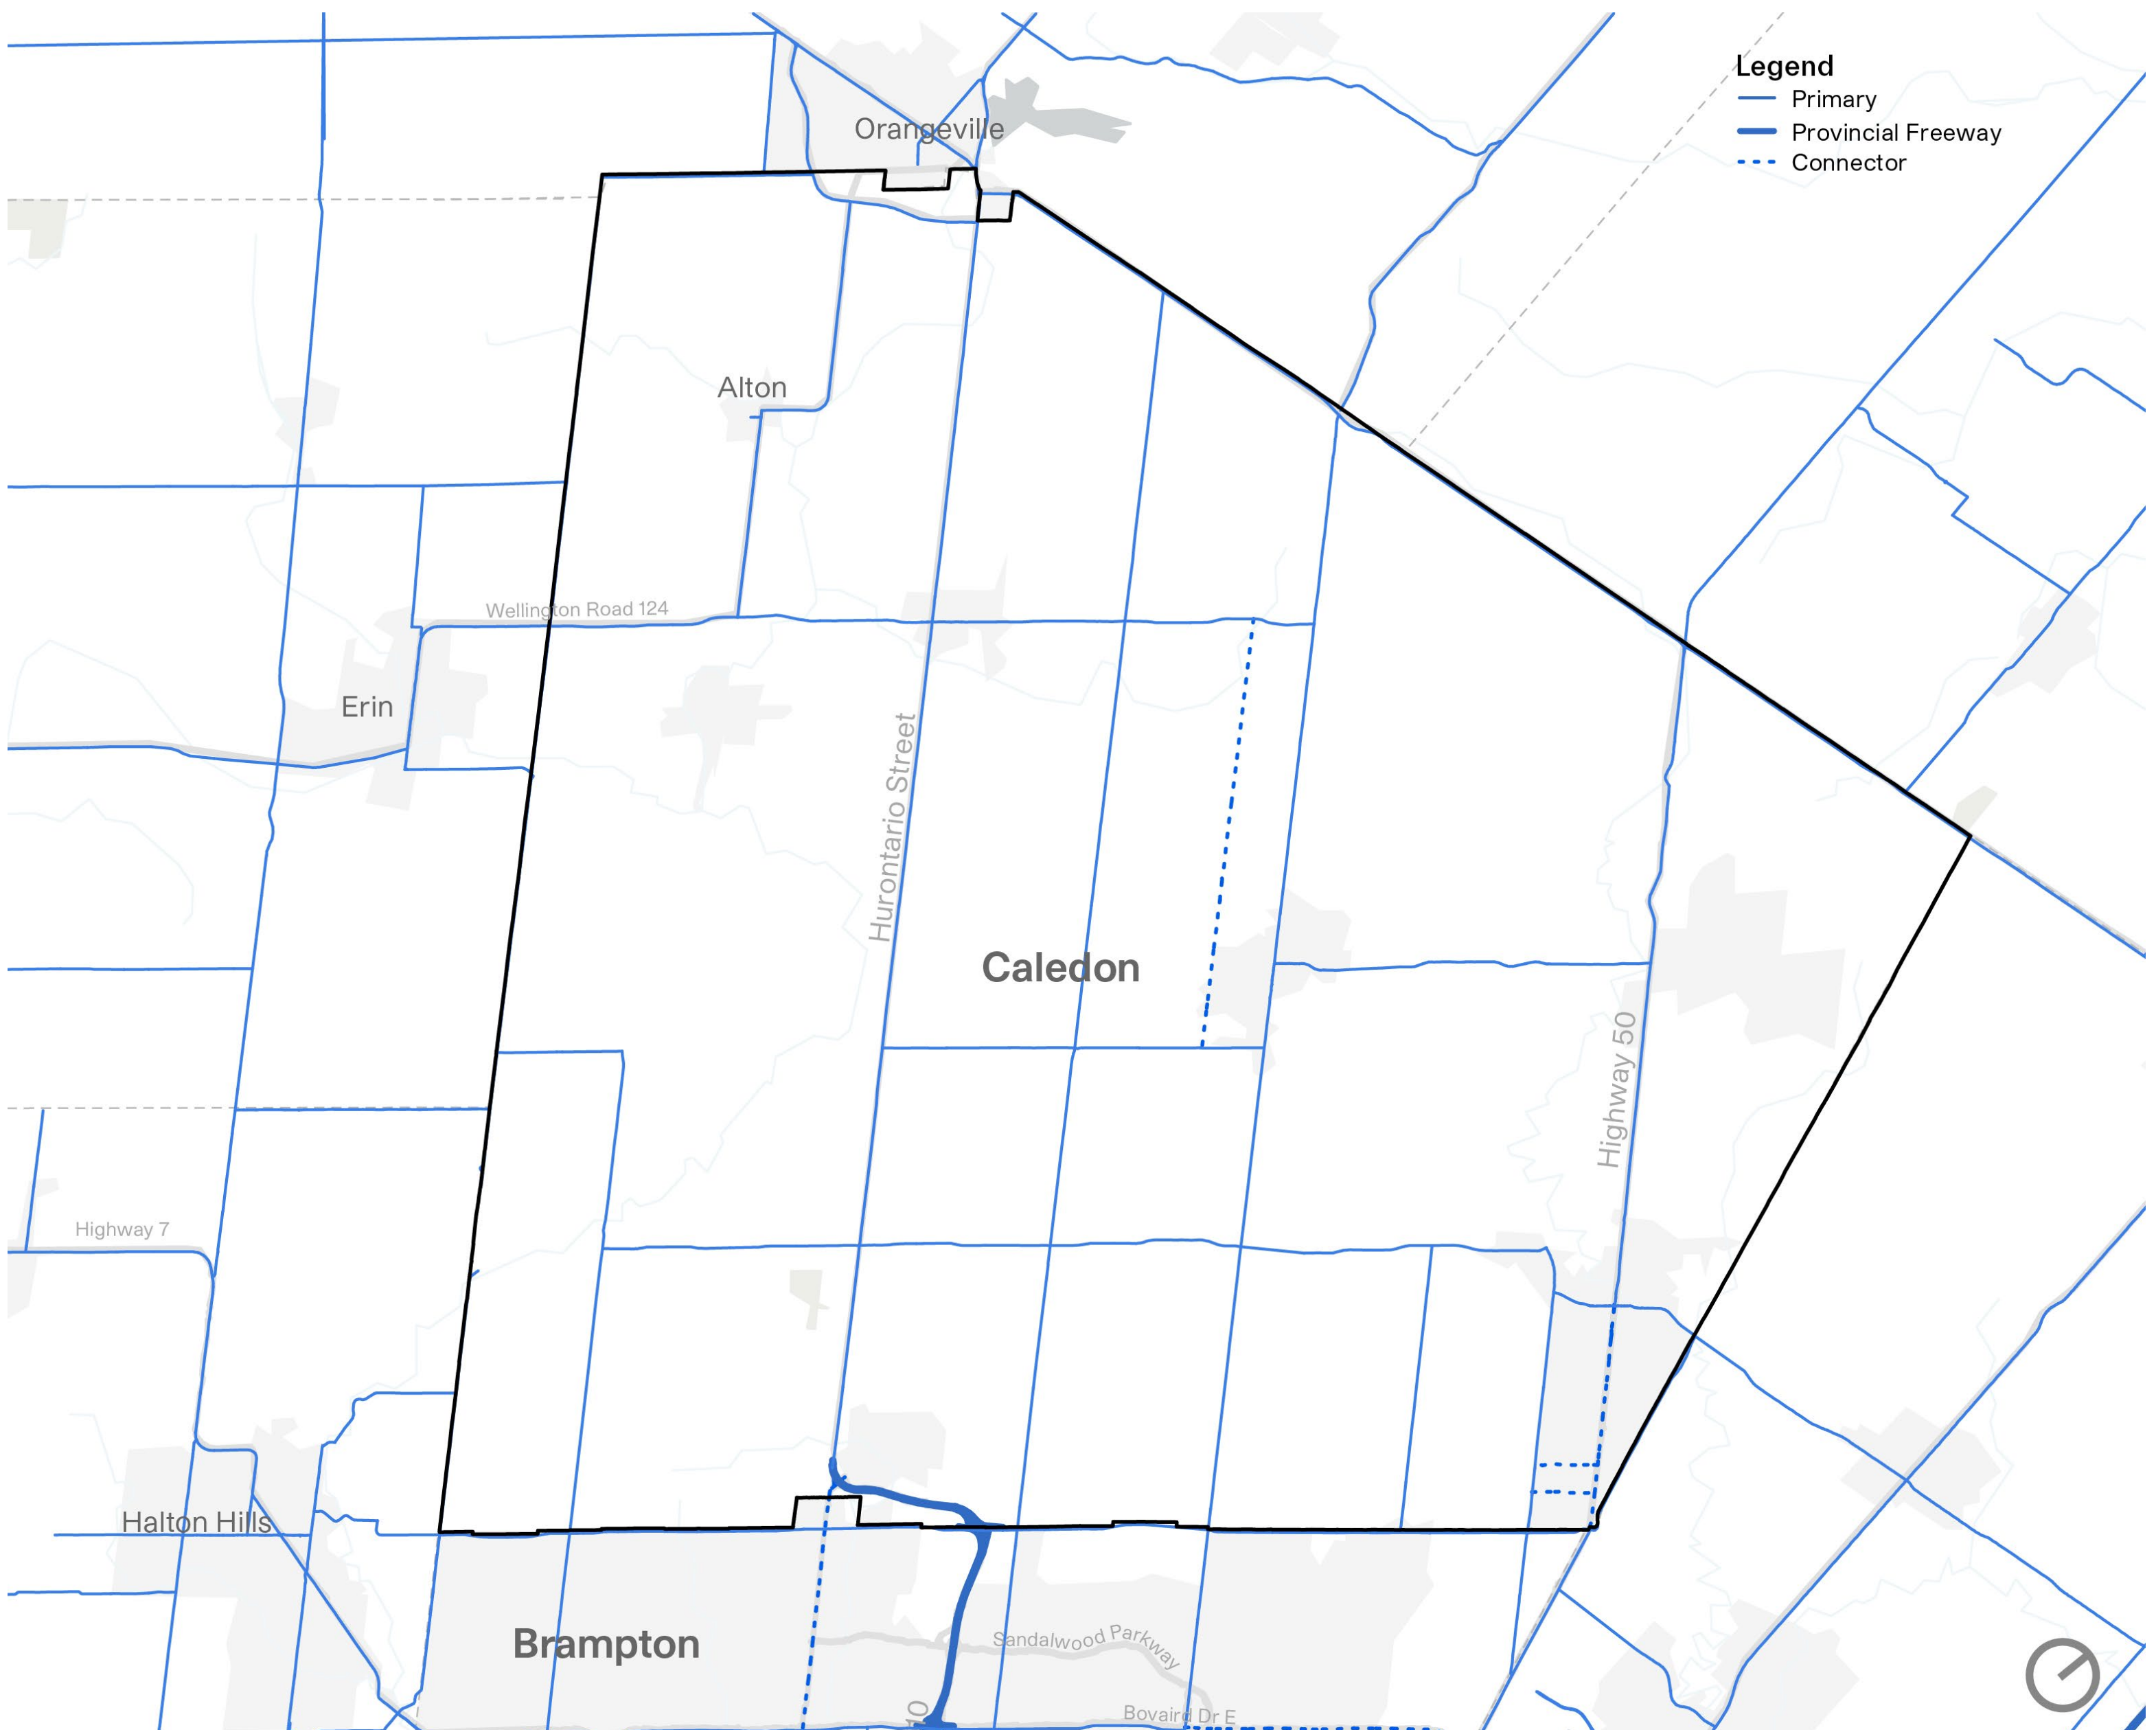 Legend
Primary
Provincial Freeway
Connector
Orangeville
Alton
Wellington Road 124
Erin
Hurontario Street
Caledon
Highway 50
Highway 7
Halton Hills
Brampton
Sandalwood Parkway
Bovaird Dr E